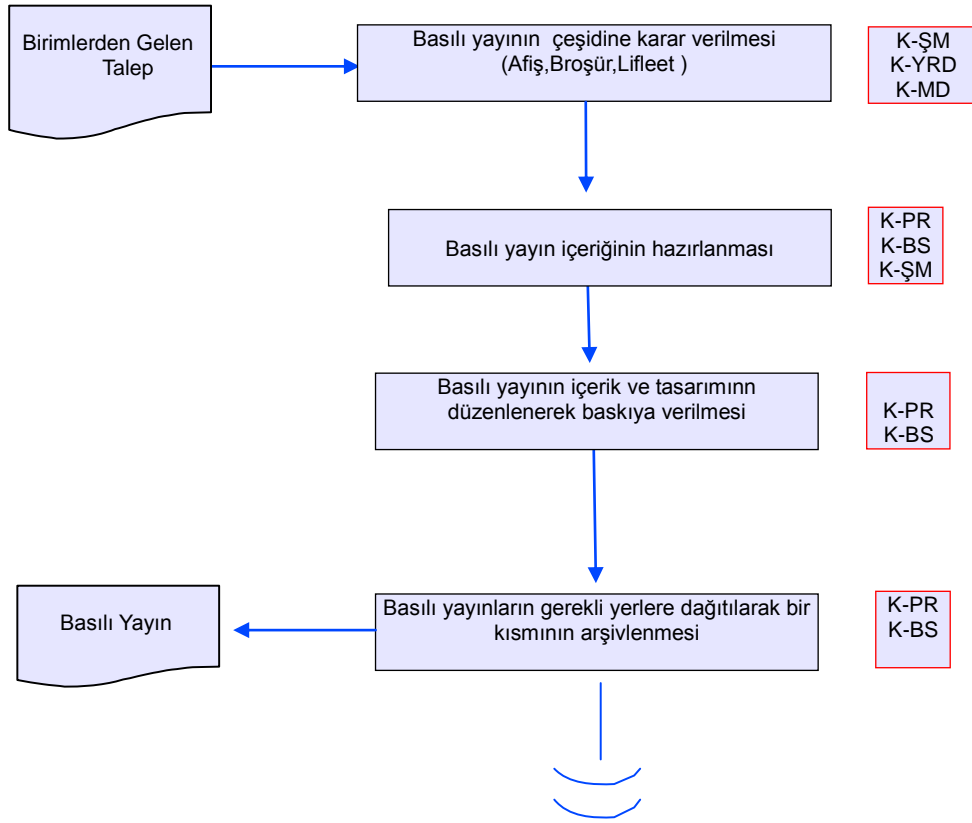 Birimlerden Gelen
Talep
Basılı yayının çeşidine karar verilmesi
(Afiş,Broşür,Lifleet )
K-ŞM
K-YRD
K-MD
Basılı yayın içeriğinin hazırlanması
K-PR
K-BS
K-ŞM
Basılı yayının içerik ve tasarımınn
düzenlenerek baskıya verilmesi
K-PR
K-BS
Basılı Yayın
Basılı yayınların gerekli yerlere dağıtılarak bir
kısmının arşivlenmesi
K-PR
K-BS